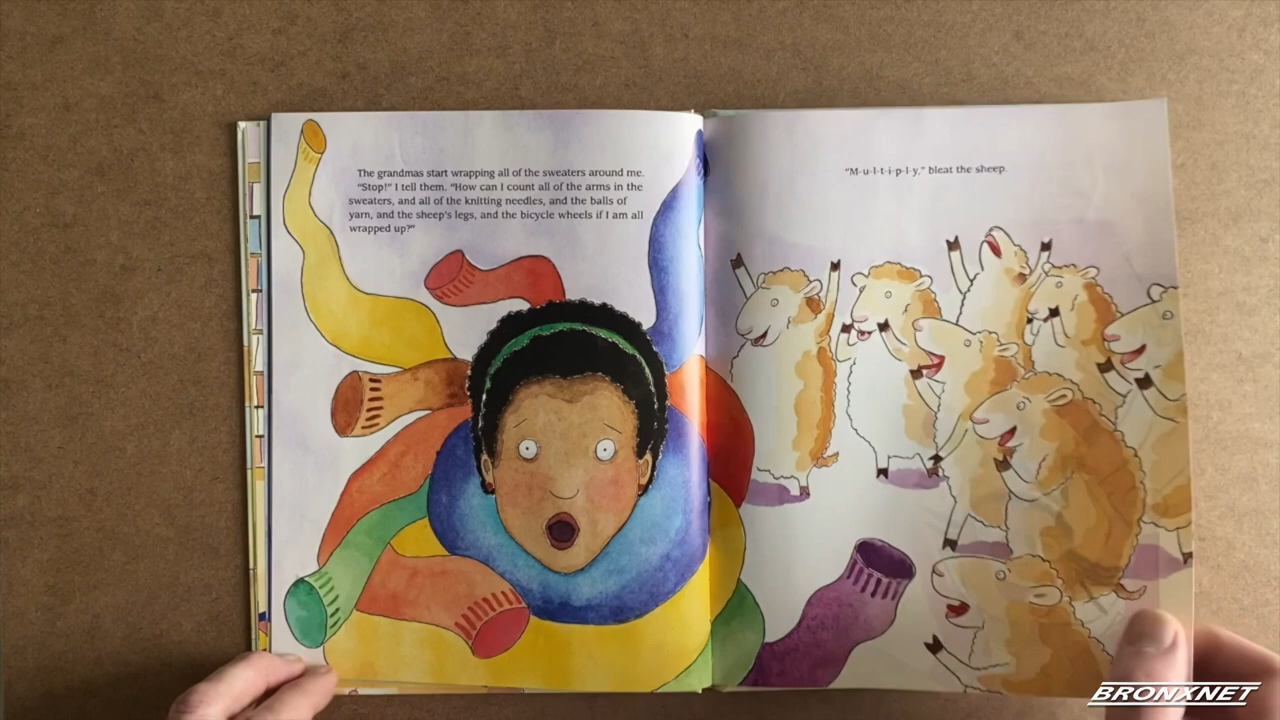 The grandmas start wrapping all of the sweaters around me.
"Stop!" I tell them. "How can I count all of the arms in the
sweaters, and all of the knitting needles, and the balls of
yarn, and the sheep's legs, and the bicycle wheels if I am all
wrapped up?"
"M-u-l-t-i-p-l-y," bleat the sheep.
BRONXNET